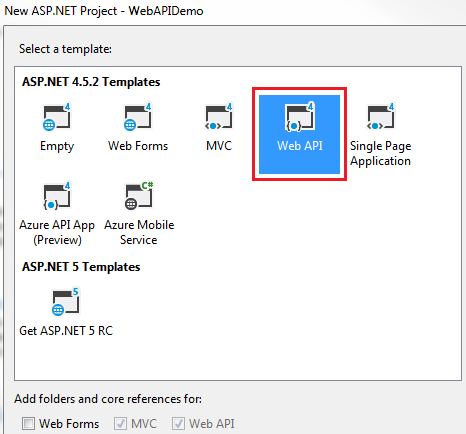 New ASP.NET Project - WebAPIDemo
Select a template:
ASP.NET 4.5.2 Templates
4 4 4 4 4
Empty Web Forms MVC Web API Single Page
Application
4 C#
Azure API App Azure Mobile
(Preview) Service
ASP.NET 5 Templates
5
Get ASP.NET 5 RC
Add folders and core references for:
Web Forms MVC Web API